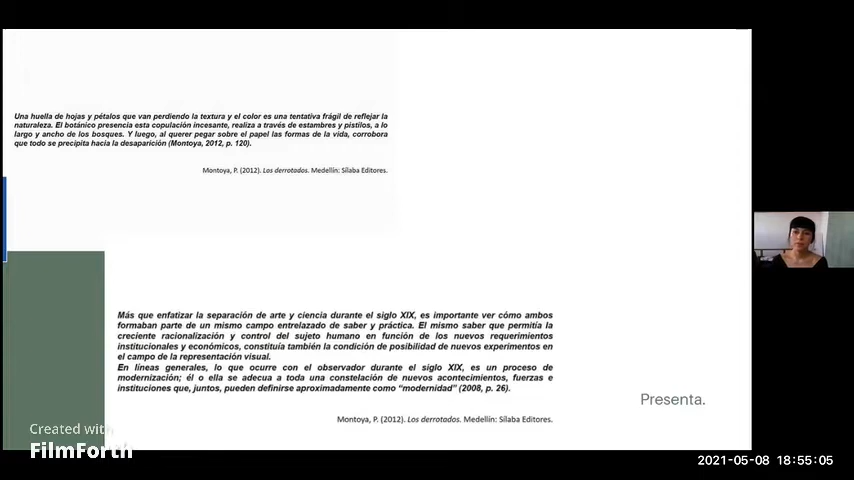 Una huella de hojas y pétalos que van perdiendo la textura y el color es una tentativa frágil de reflejar la
naturaleza. El botánico presencia esta copulación incesante, realiza a través de estambres y pistilos, a lo
largo y ancho de los bosques. Y luego, al querer pegar sobre el papel las formas de la vida, corrobora
que todo se precipita hacia la desaparición (Montoya, 2012, p. 120).
Montoya, P. (2012). Los derrotados. Medellín: Sílaba Editores.
Más que enfatizar la separación de arte y ciencia durante el siglo XIX, es importante ver cómo ambos
formaban parte de un mismo campo entrelazado de saber y práctica. El mismo saber que permitía la
creciente racionalización y control del sujeto humano en función de los nuevos requerimientos
institucionales y económicos, constituía también la condición de posibilidad de nuevos experimentos en
el campo de la representación visual.
En líneas generales, lo que ocurre con el observador durante el siglo XIX, es un proceso de
modernización; él o ella se adecua a toda una constelación de nuevos acontecimientos, fuerzas e
instituciones que, juntos, pueden definirse aproximadamente como “modernidad” (2008, p. 26).
Presenta.
Montoya, P. (2012). Los derrotados. Medellín: Sílaba Editores.
Created with
FilmForth
2021-05-08 18:55:05